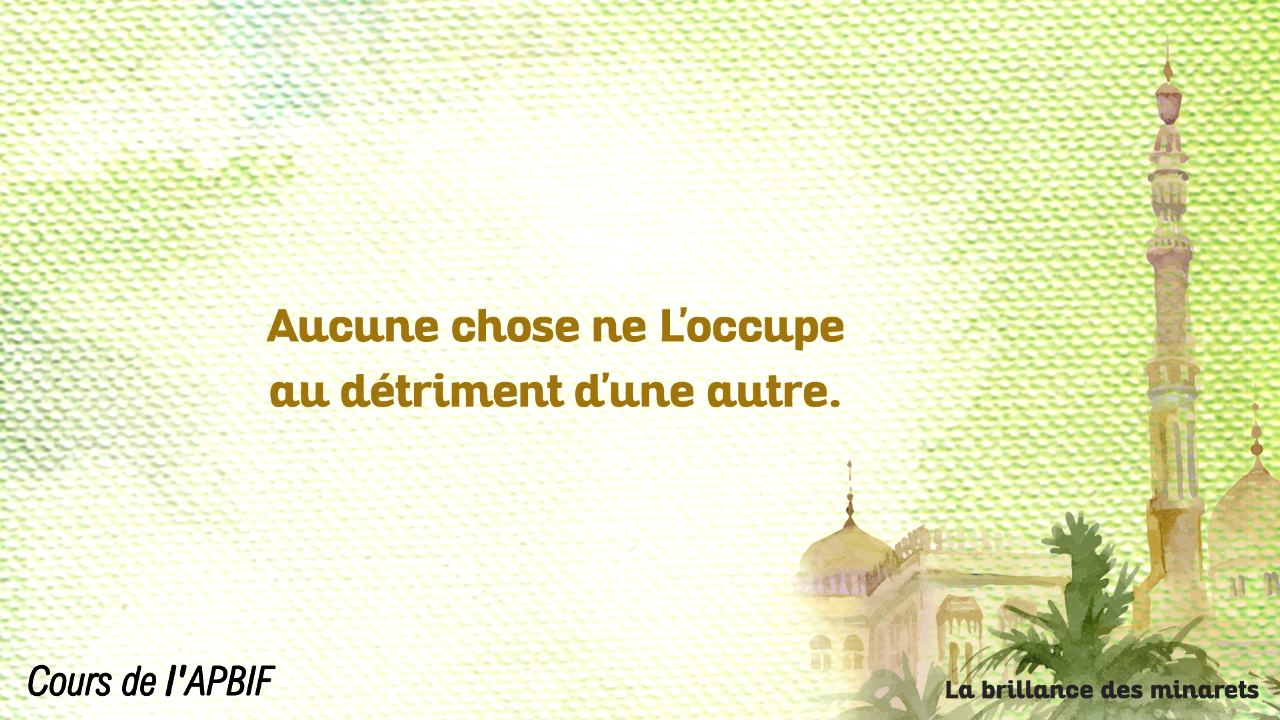 Aucune chose ne L'occupe
au détriment d'une autre.
Cours de l'APBIF
La brillance des minarets